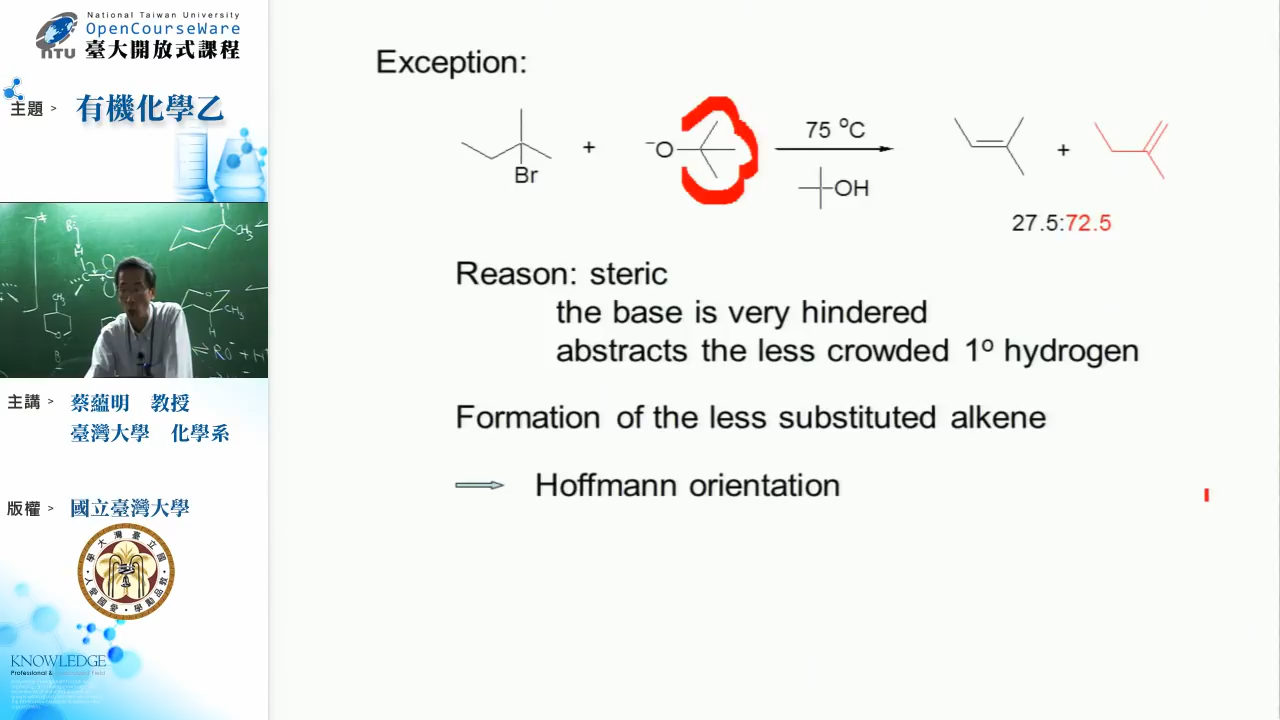 National Taiwan University
OpenCourseWare
臺大開放式課程
NTU
主題 > 有機化學乙
主講 > 蔡蘊明 教授
臺灣大學 化學系
版權 > 國立臺灣大學
KNOWLEDGE
Exception:
Br
+
⁻O
75 ºC
OH
+
27.5:72.5
Reason: steric
the base is very hindered
abstracts the less crowded 1º hydrogen
Formation of the less substituted alkene
Hoffmann orientation